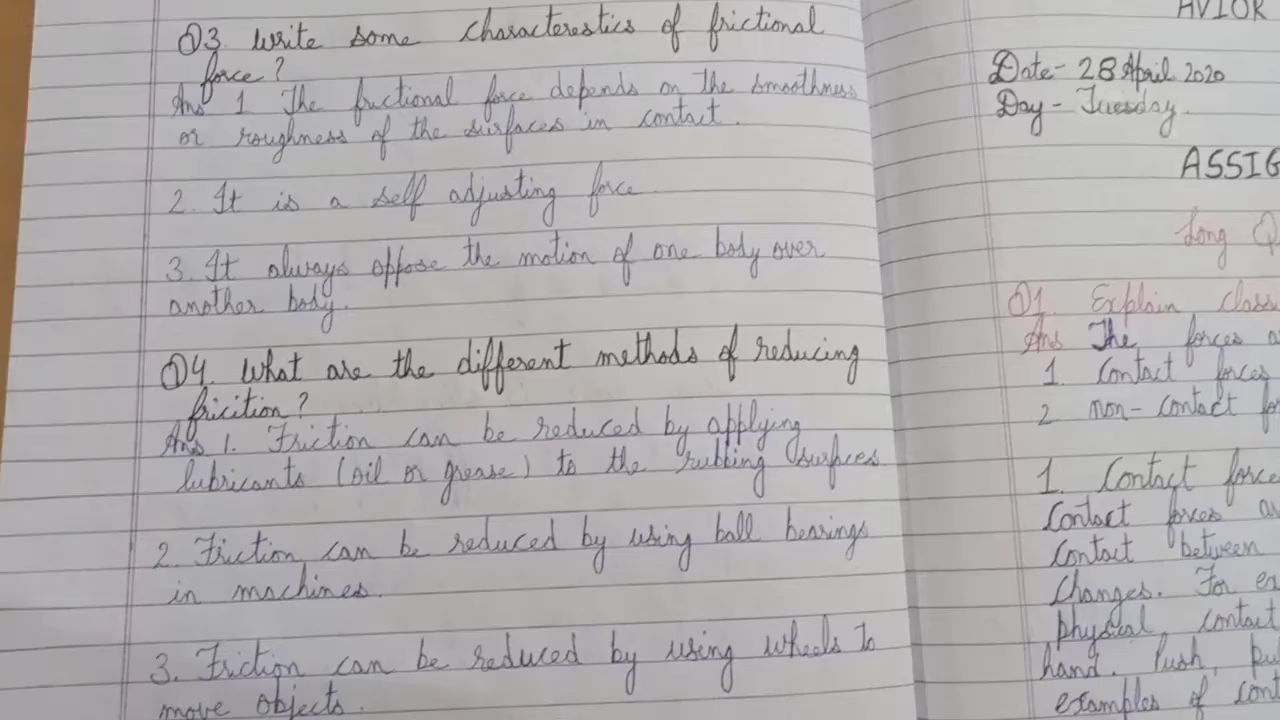 Q3. Write some characterestics of frictional
force?
Ans 1 The frictional force depends on the smoothness
or roughness of the surfaces in contact.
2. It is a self adjusting force
3. It always oppose the motion of one body over
another body.
Q4. What are the different methods of reducing
fricition?
Ans 1. Friction can be reduced by applying
lubricants (oil or grease) to the rubbing surfaces
2. Friction can be reduced by using ball bearings
in machines.
3. Friction can be reduced by using wheels to
move objects.
AVIOR
Date- 28 April 2020
Day- Tuesday.
ASSIG
Long Q
Q1. Explain class
Ans The forces a
1. Contact forces
2 non-contact fo
1. Contact force
Contact forces a
Contact between
Changes. For e
physical contact
hand. Push, pu
examples of cont